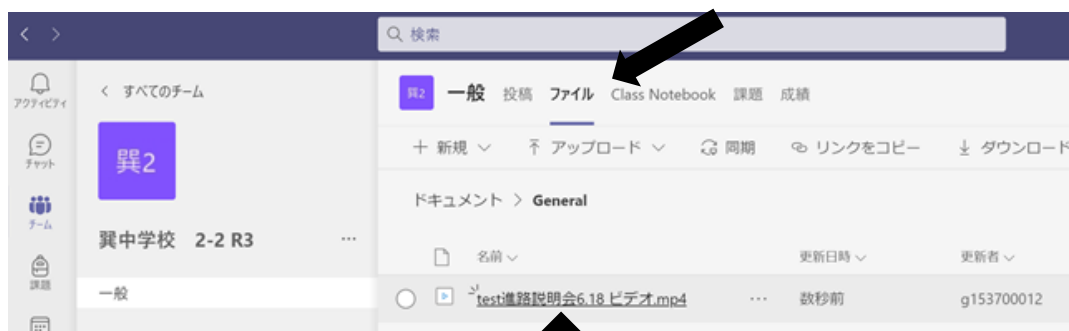 検索
アクティビティ
チャット
チーム
課題
すべてのチーム
巽2
巽中学校 2-2 R3
一般
巽2 一般 投稿 ファイル Class Notebook 課題 成績
新規 アップロード 同期 リンクをコピー ダウンロード
ドキュメント > General
名前 更新日時 更新者
test進路説明会6.18 ビデオ.mp4 ... 数秒前 g153700012